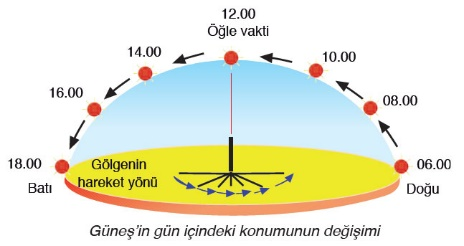 12.00
Öğle vakti
14.00
10.00
16.00
08.00
18.00
Batı
Gölgenin
hareket yönü
06.00
Doğu
Güneş'in gün içindeki konumunun değişimi